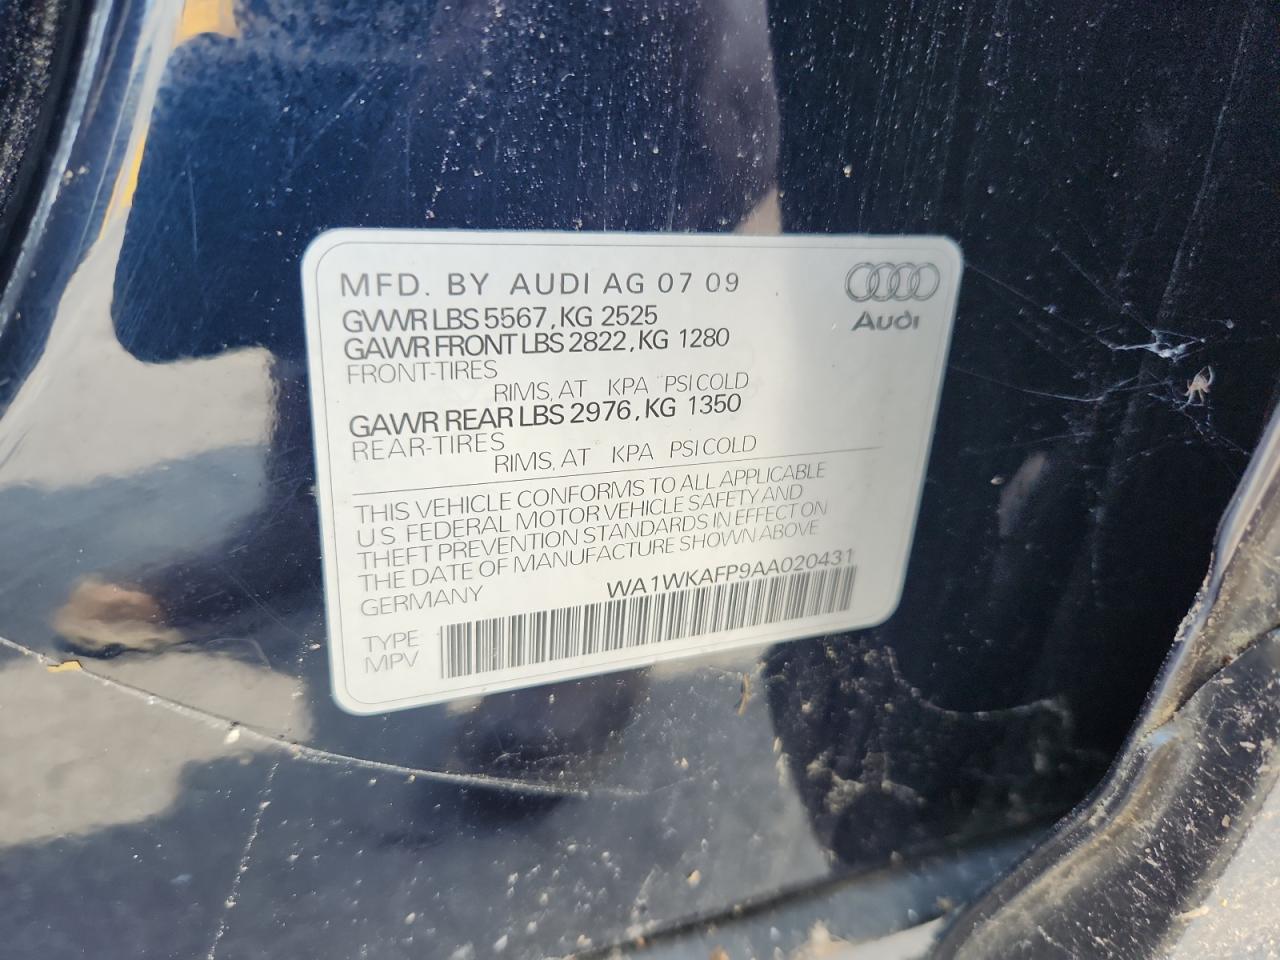 MFD. BY AUDI AG 07 09
Audi
GVWR LBS 5567, KG 2525
GAWR FRONT LBS 2822, KG 1280
FRONT-TIRES
RIMS, AT KPA PSI COLD
GAWR REAR LBS 2976, KG 1350
REAR-TIRES
RIMS, AT KPA PSI COLD
THIS VEHICLE CONFORMS TO ALL APPLICABLE
U S FEDERAL MOTOR VEHICLE SAFETY AND
THEFT PREVENTION STANDARDS IN EFFECT ON
THE DATE OF MANUFACTURE SHOWN ABOVE
GERMANY
WA1WKAFP9AA020431
TYPE
MPV